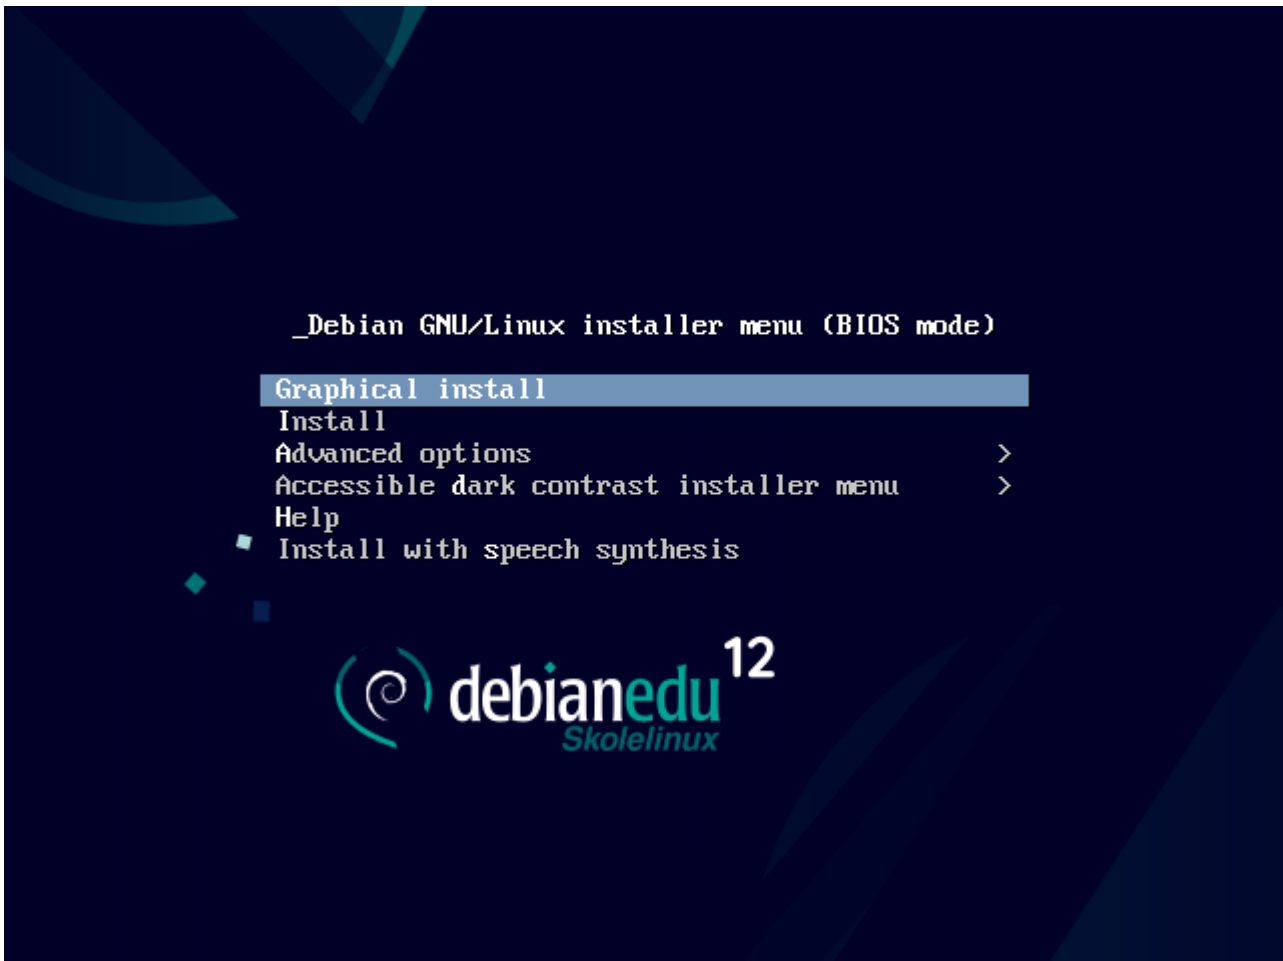 _Debian GNU/Linux installer menu (BIOS mode)
Graphical install
Install
Advanced options >
Accessible dark contrast installer menu >
Help
Install with speech synthesis
debianedu 12
Skolelinux